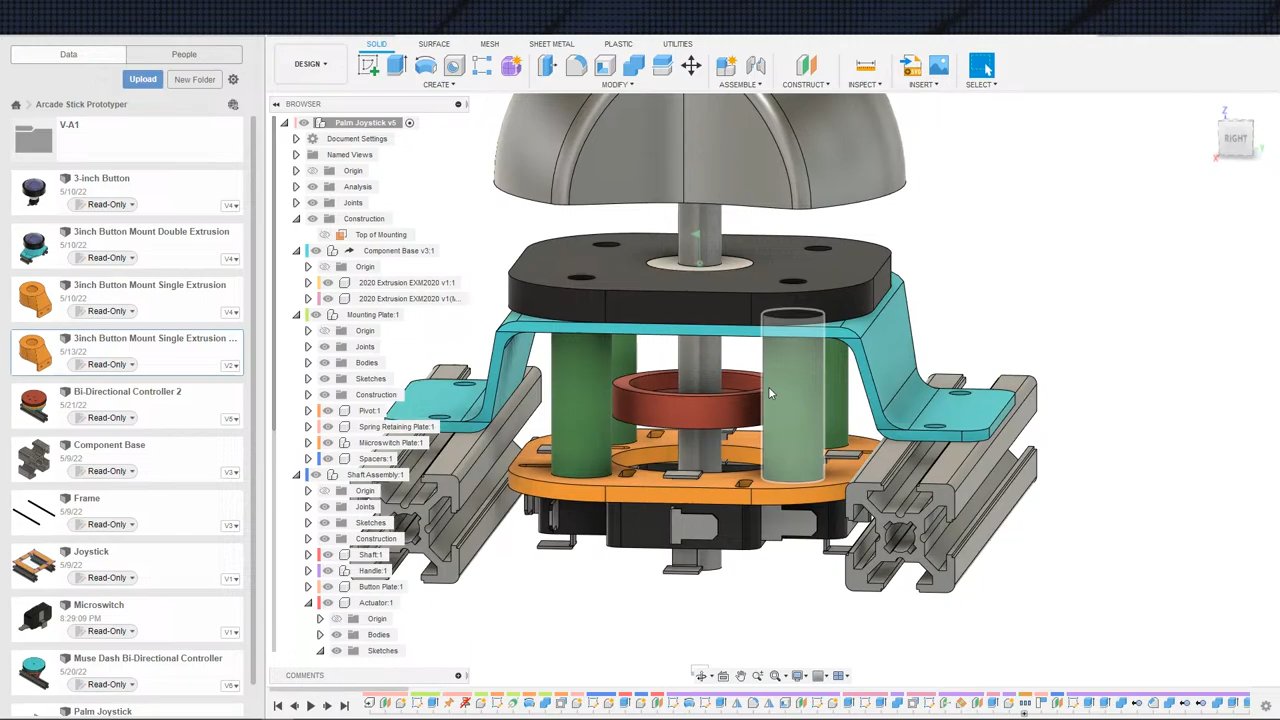 Data
People
Upload
New Folder
Arcade Stick Prototyper
V-A1
3-inch Button
5/10/22
Read-Only
V4
3inch Button Mount Double Extrusion
5/10/22
Read-Only
V4
3inch Button Mount Single Extrusion
5/10/22
Read-Only
V4
3inch Button Mount Single Extrusion ...
5/13/22
Read-Only
V2
Bi-Directional Controller 2
5/21/22
Read-Only
V5
Component Base
5/9/22
Read-Only
V3
Frame
5/9/22
Read-Only
V3
Joystick
5/9/22
Read-Only
V1
Microswitch
8:29:09 PM
Read-Only
V1
Muse Dash Bi-Directional Controller
5/20/22
Read-Only
Palm Joystick
DESIGN
SOLID
SURFACE
MESH
SHEET METAL
PLASTIC
UTILITIES
CREATE
MODIFY
ASSEMBLE
CONSTRUCT
INSPECT
INSERT
SELECT
BROWSER
Palm Joystick v5
Document Settings
Named Views
Origin
Analysis
Joints
Construction
Top of Mounting
Component Base v3:1
Origin
2020 Extrusion EXM2020 v1:1
2020 Extrusion EXM2020 v1(M...
Mounting Plate:1
Origin
Joints
Bodies
Sketches
Construction
Pivot:1
Spring Retaining Plate:1
Microswitch Plate:1
Spacers:1
Shaft Assembly:1
Origin
Joints
Sketches
Construction
Shaft:1
Handle:1
Button Plate:1
Actuator:1
Origin
Bodies
Sketches
COMMENTS
Z
RIGHT
X
Y